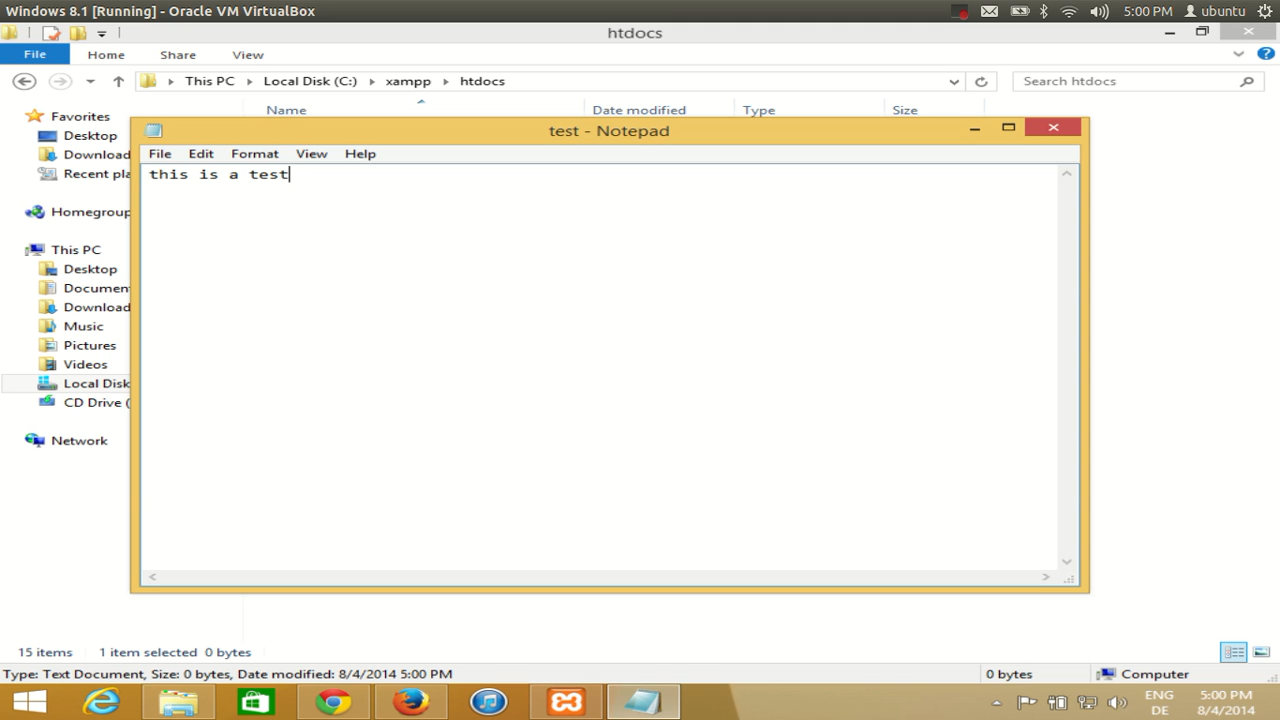 Windows 8.1 [Running] - Oracle VM VirtualBox
5:00 PM
ubuntu
htdocs
File
Home
Share
View
This PC
Local Disk (C:)
xampp
htdocs
Search htdocs
Name
Date modified
Type
Size
Favorites
Desktop
Download
Recent pla
Homegroup
This PC
Desktop
Documen
Download
Music
Pictures
Videos
Local Disk
CD Drive (
Network
test - Notepad
File
Edit
Format
View
Help
this is a test
15 items
1 item selected 0 bytes
Type: Text Document, Size: 0 bytes, Date modified: 8/4/2014 5:00 PM
0 bytes
Computer
ENG
DE
5:00 PM
8/4/2014